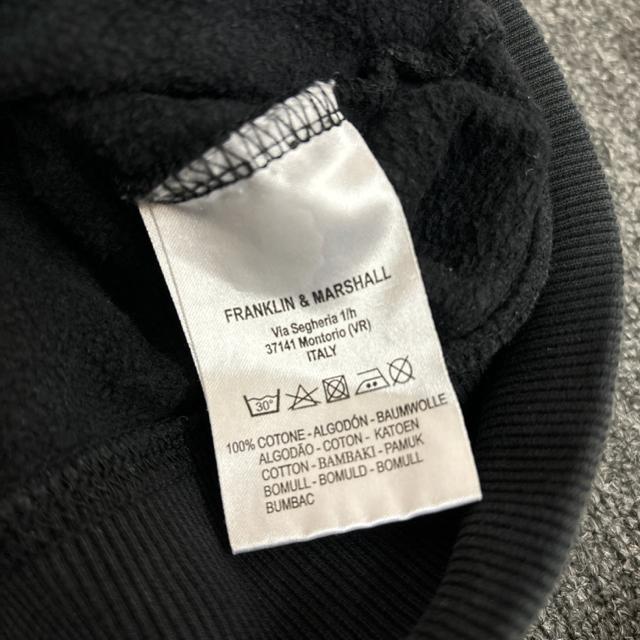 FRANKLIN & MARSHALL
Via Segheria 1/h
37141 Montorio (VR)
ITALY
30°
100% COTONE - ALGODÓN - BAUMWOLLE
ALGODÃO - COTON - KATOEN
COTTON - BAMBAKI - PAMUK
BOMULL - BOMULD - BOMULL
BUMBAC